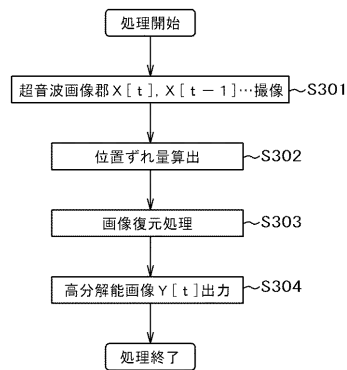 処理開始
超音波画像郡X[t],X[t-1]…撮像 S301
位置ずれ量算出 S302
画像復元処理 S303
高分解能画像Y[t]出力 S304
処理終了